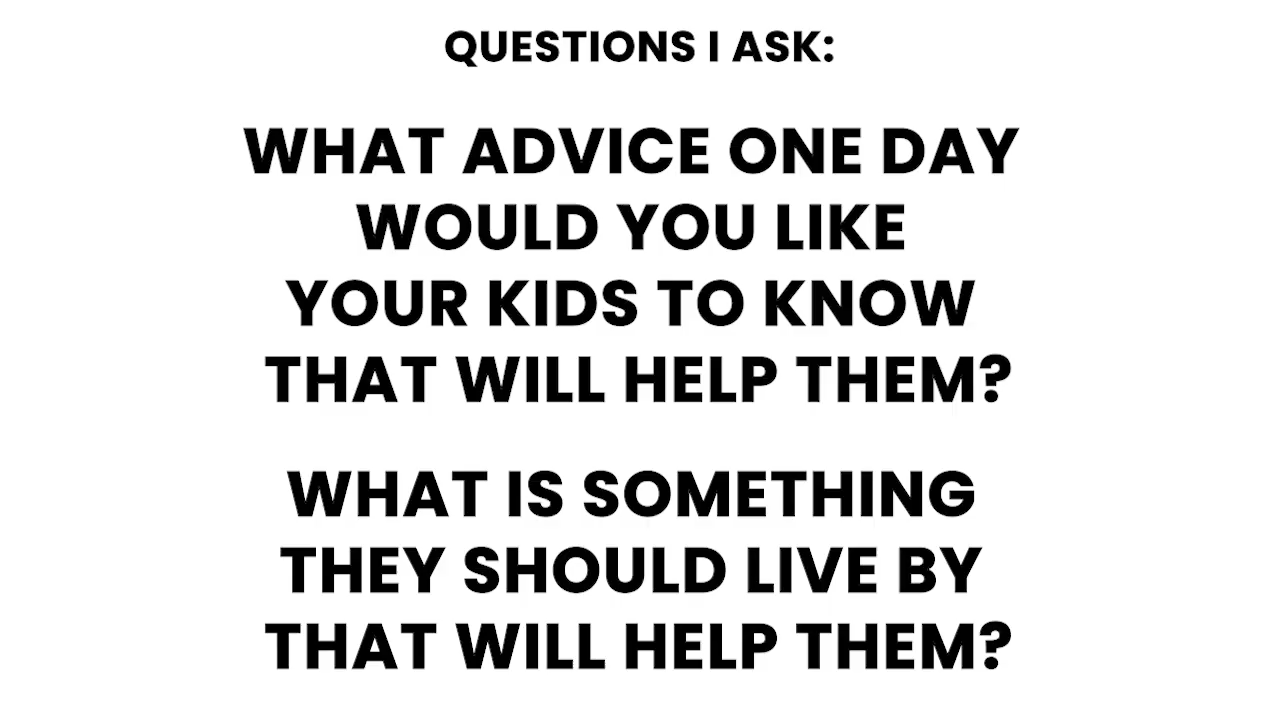 QUESTIONS I ASK:
WHAT ADVICE ONE DAY
WOULD YOU LIKE
YOUR KIDS TO KNOW
THAT WILL HELP THEM?
WHAT IS SOMETHING
THEY SHOULD LIVE BY
THAT WILL HELP THEM?